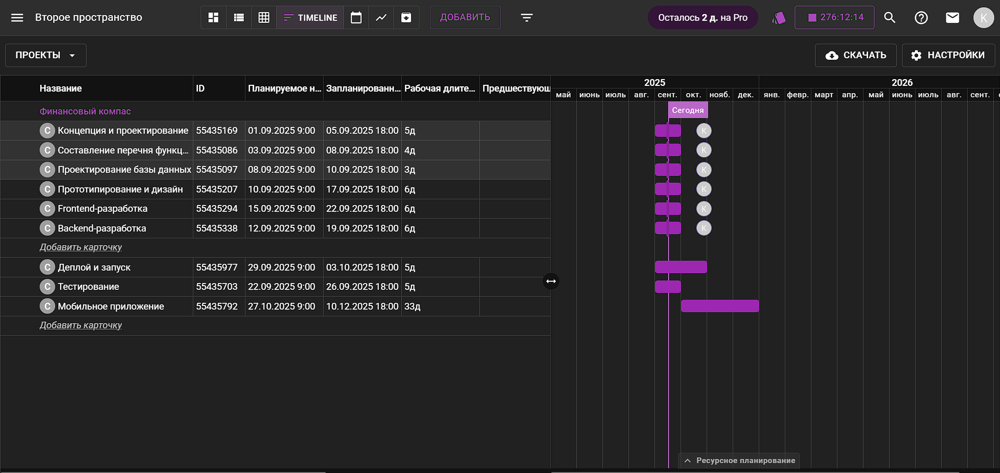 Второе пространство
TIMELINE
ДОБАВИТЬ
Осталось 2 д. на Pro
276:12:14
K
ПРОЕКТЫ
СКАЧАТЬ
НАСТРОЙКИ
Название ID Планируемое н... Запланированн... Рабочая длите... Предшествующ
2025 2026
май июнь июль авг. сент. окт. нояб. дек. янв. февр. март апр. май июнь июль авг. сент.
Финансовый компас
Сегодня
C Концепция и проектирование 55435169 01.09.2025 9:00 05.09.2025 18:00 5д K
C Составление перечня функц... 55435086 03.09.2025 9:00 08.09.2025 18:00 4д K
C Проектирование базы данных 55435097 08.09.2025 9:00 10.09.2025 18:00 3д K
C Прототипирование и дизайн 55435207 10.09.2025 9:00 17.09.2025 18:00 6д K
C Frontend-разработка 55435294 15.09.2025 9:00 22.09.2025 18:00 6д K
C Backend-разработка 55435338 12.09.2025 9:00 19.09.2025 18:00 6д K
Добавить карточку
C Деплой и запуск 55435977 29.09.2025 9:00 03.10.2025 18:00 5д
C Тестирование 55435703 22.09.2025 9:00 26.09.2025 18:00 5д
C Мобильное приложение 55435792 27.10.2025 9:00 10.12.2025 18:00 33д
Добавить карточку
Ресурсное планирование